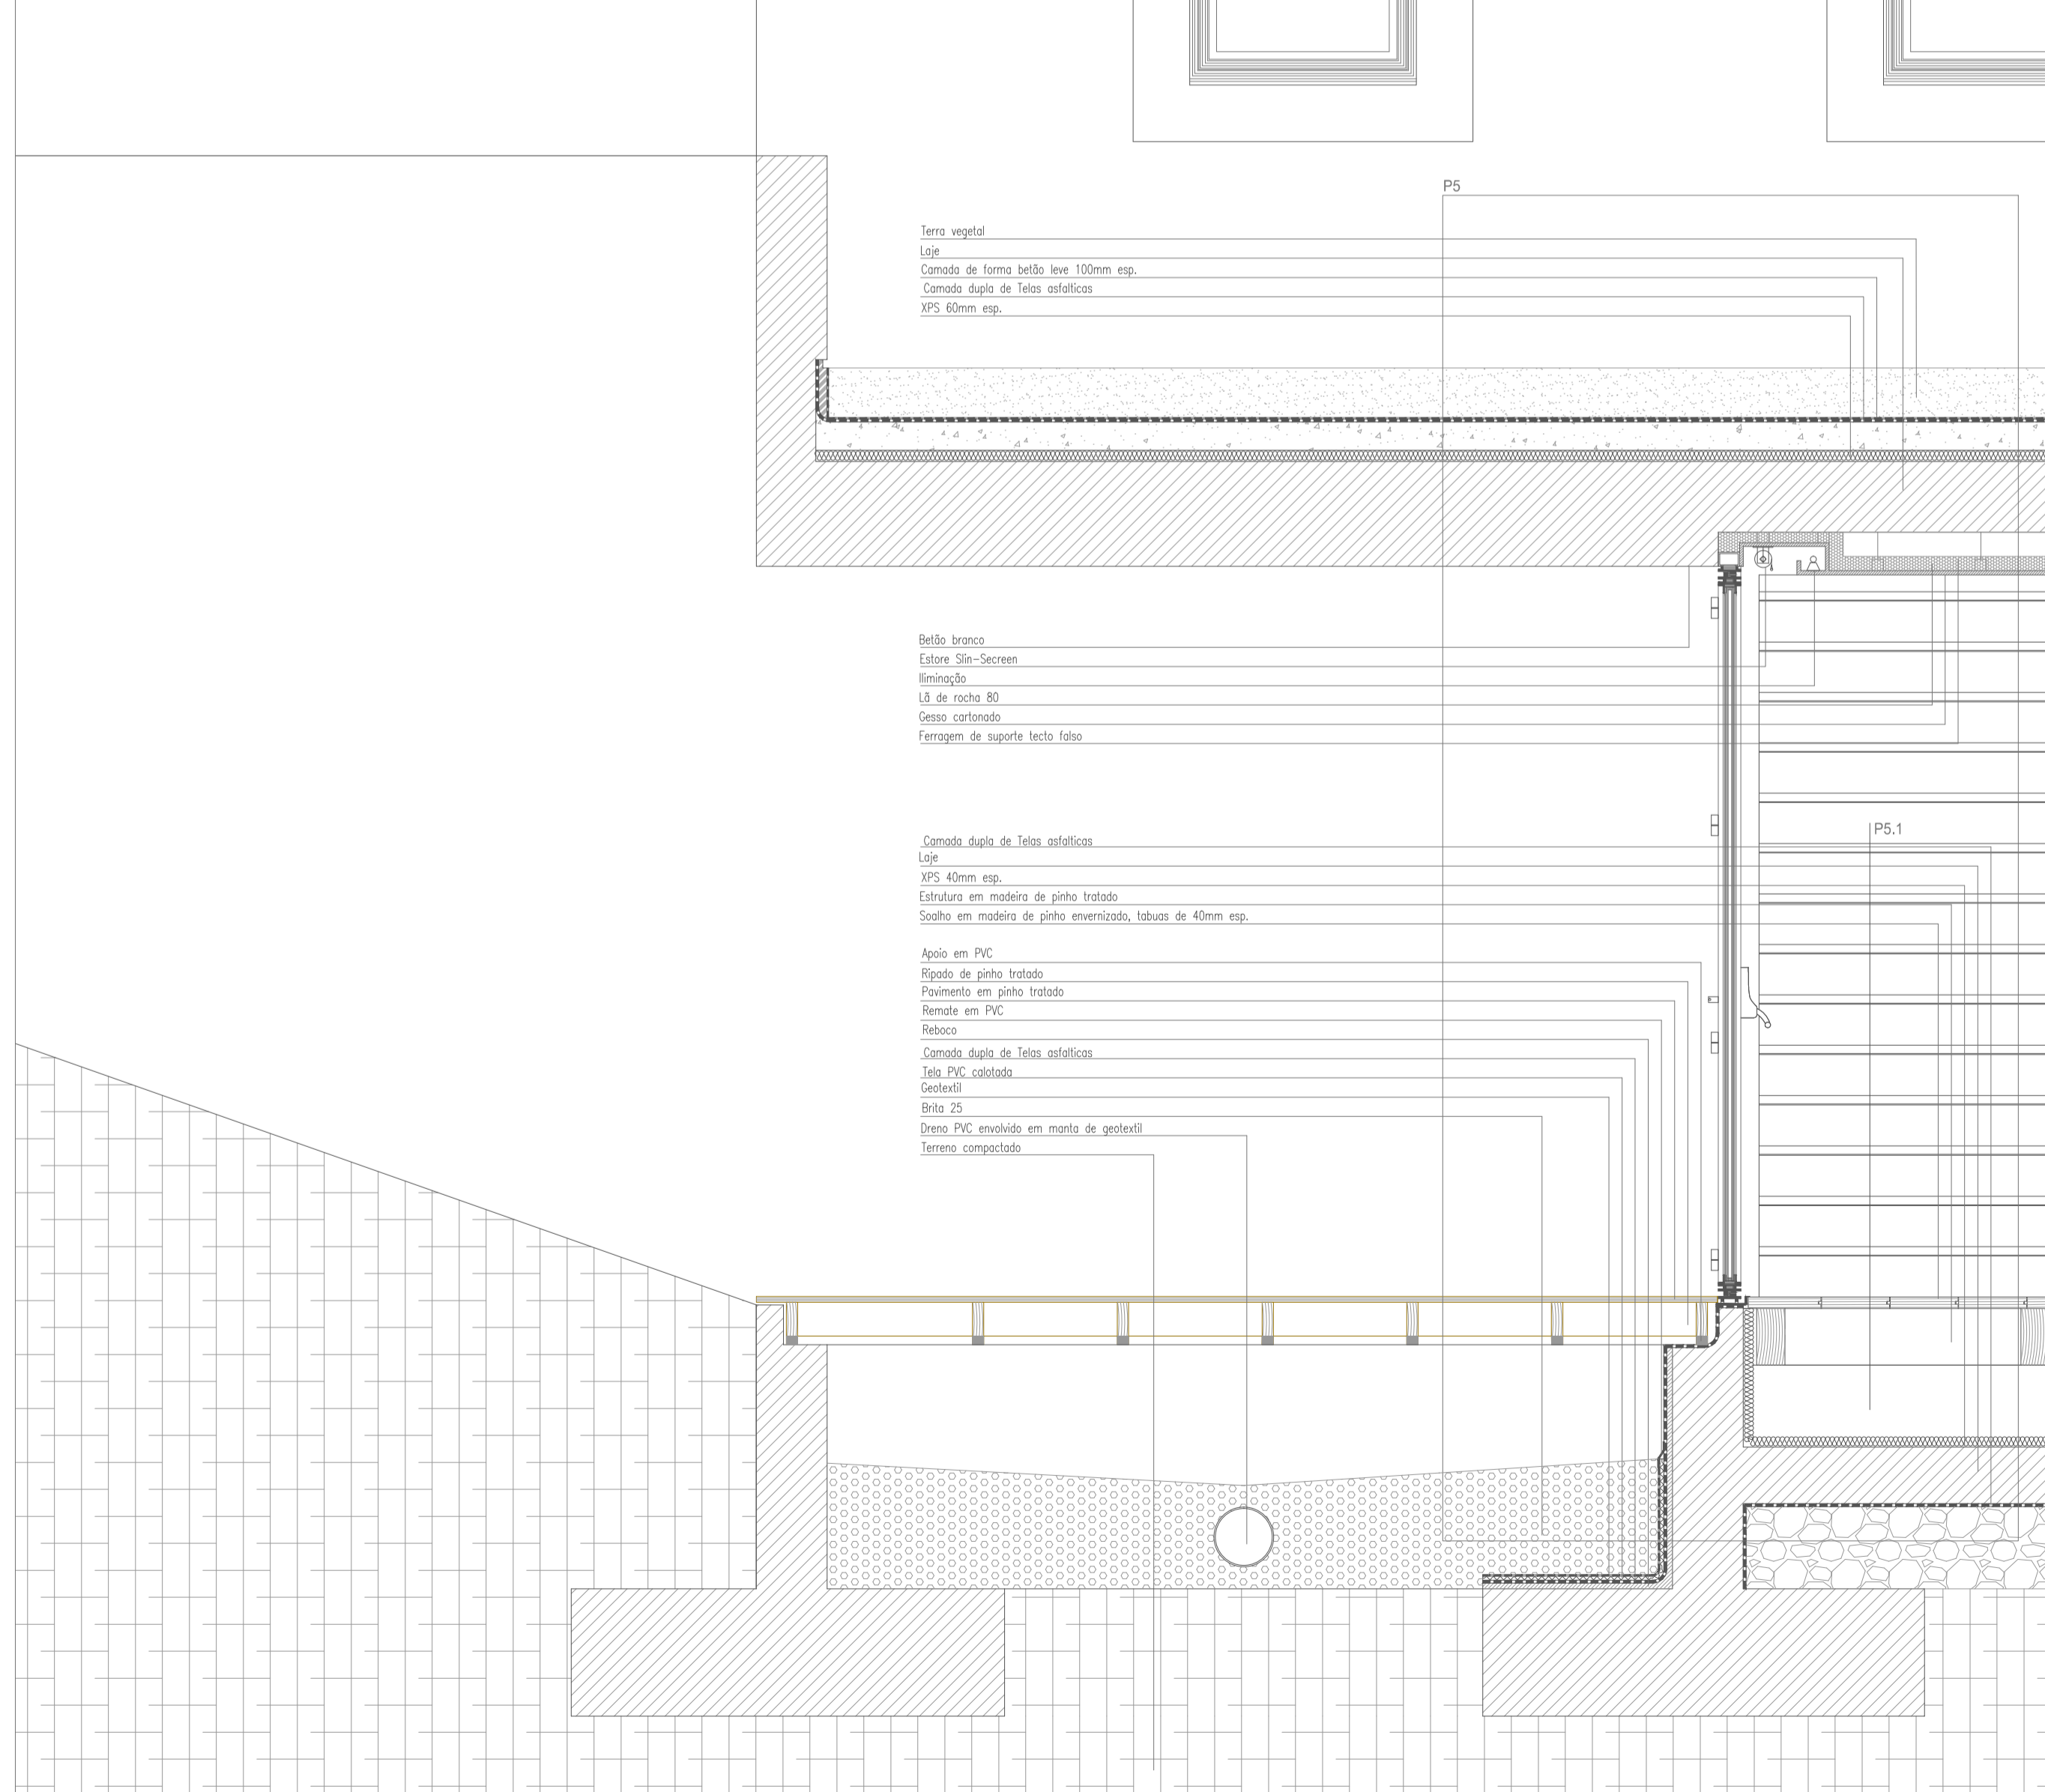 P5
Terra vegetal
Laje
Camada de forma betão leve 100mm esp.
Camada dupla de Telas asfalticas
XPS 60mm esp.
Betão branco
Estore Slin-Secreen
Iliminação
Lã de rocha 80
Gesso cartonado
Ferragem de suporte tecto falso
P5.1
Camada dupla de Telas asfalticas
Laje
XPS 40mm esp.
Estrutura em madeira de pinho tratado
Soalho em madeira de pinho envernizado, tabuas de 40mm esp.
Apoio em PVC
Ripado de pinho tratado
Pavimento em pinho tratado
Remate em PVC
Reboco
Camada dupla de Telas asfalticas
Tela PVC calotada
Geotextil
Brita 25
Dreno PVC envolvido em manta de geotextil
Terreno compactado